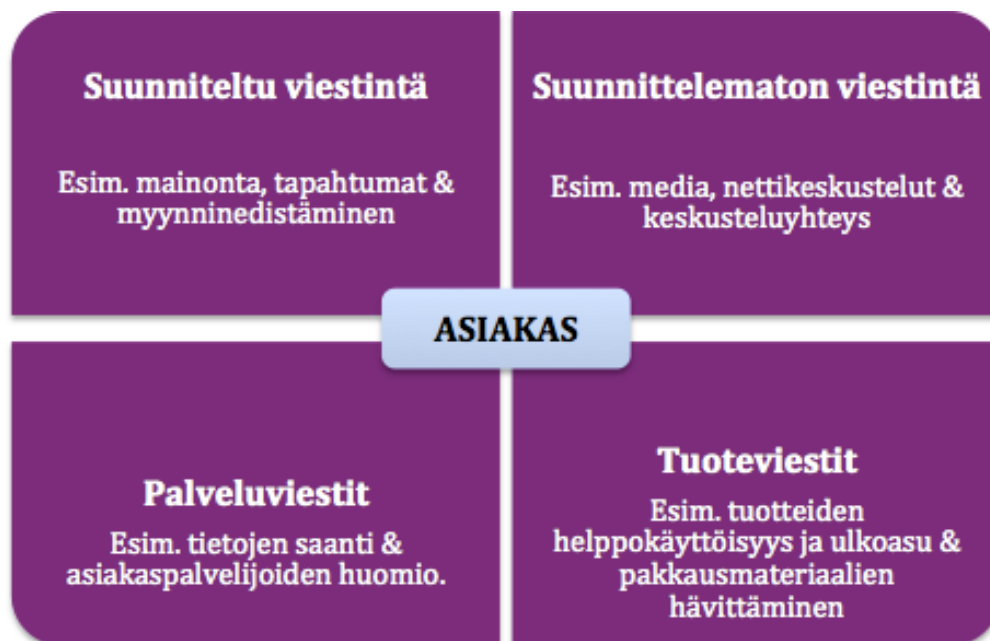 Suunniteltu viestintä
Esim. mainonta, tapahtumat &
myynninedistäminen
Suunnittelematon viestintä
Esim. media, nettikeskustelut &
keskusteluyhteys
ASIAKAS
Palveluviestit
Esim. tietojen saanti &
asiakaspalvelijoiden huomio.
Tuoteviestit
Esim. tuotteiden
helppokäyttöisyys ja ulkoasu &
pakkausmateriaalien
hävittäminen